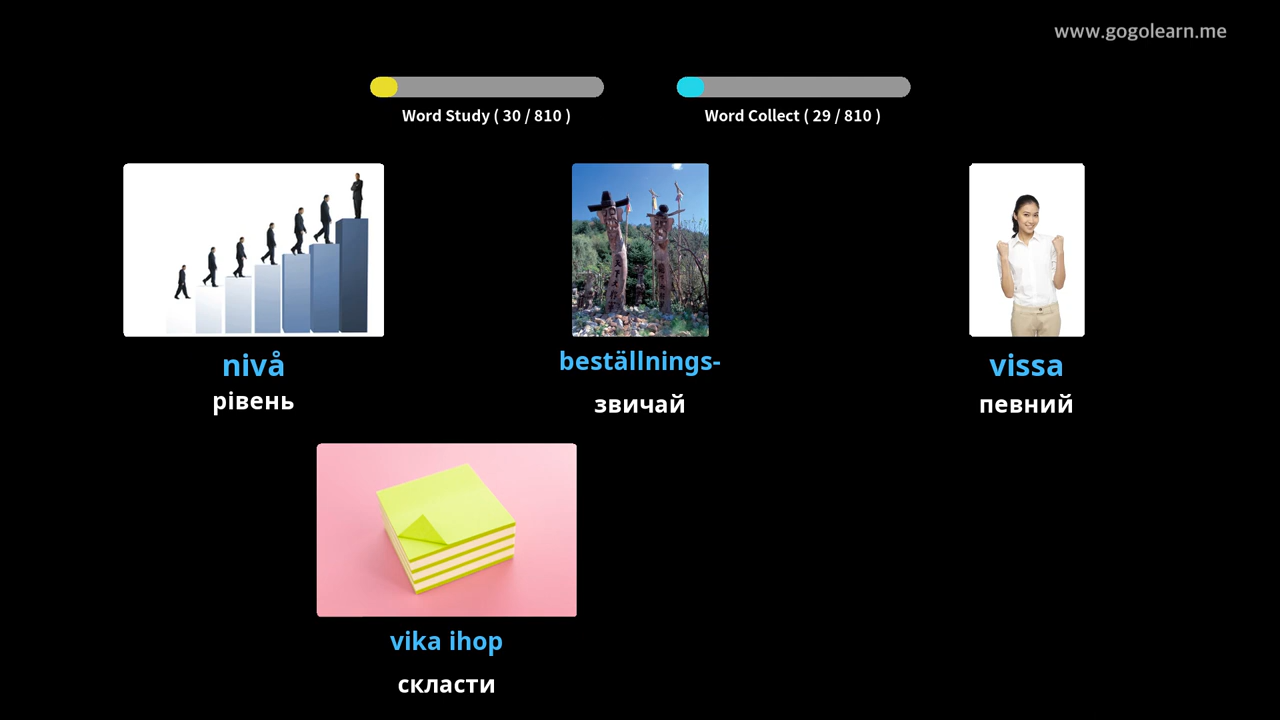 www.gogolearn.me
Word Study ( 30 / 810 )
Word Collect ( 29 / 810 )
nivå
рівень
beställnings-
звичай
vissa
певний
vika ihop
скласти